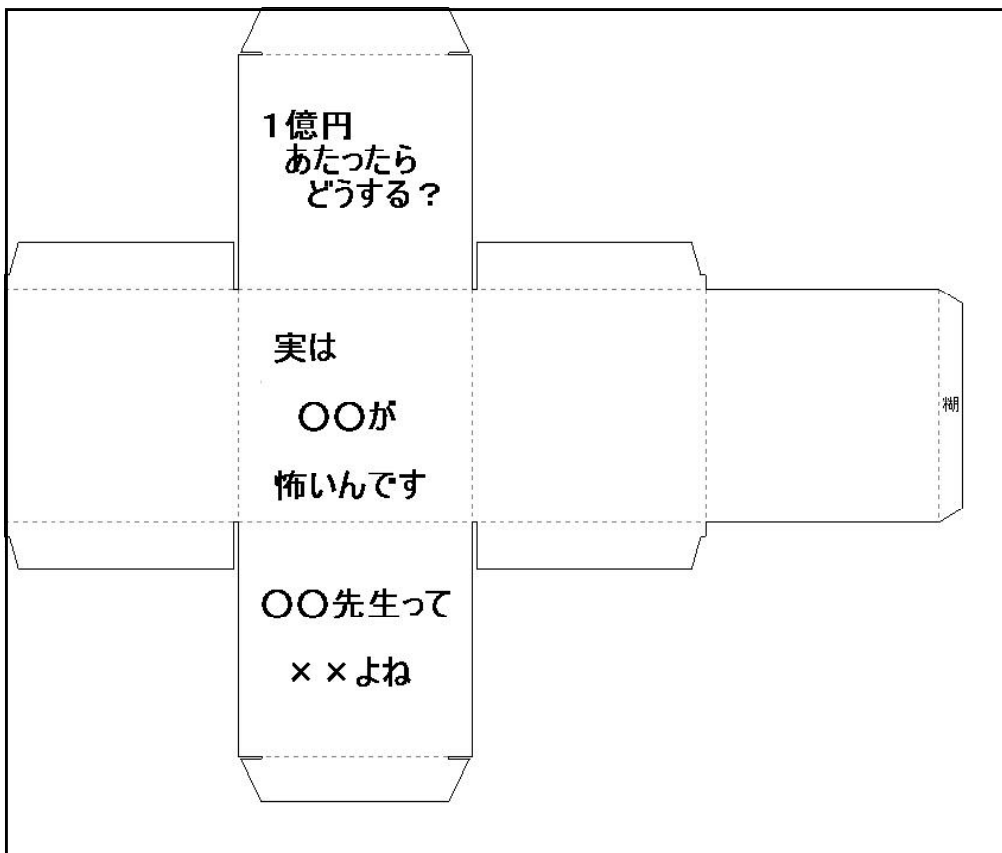 １億円
あたったら
どうする？
実は
〇〇が
怖いんです
糊
〇〇先生って
××よね